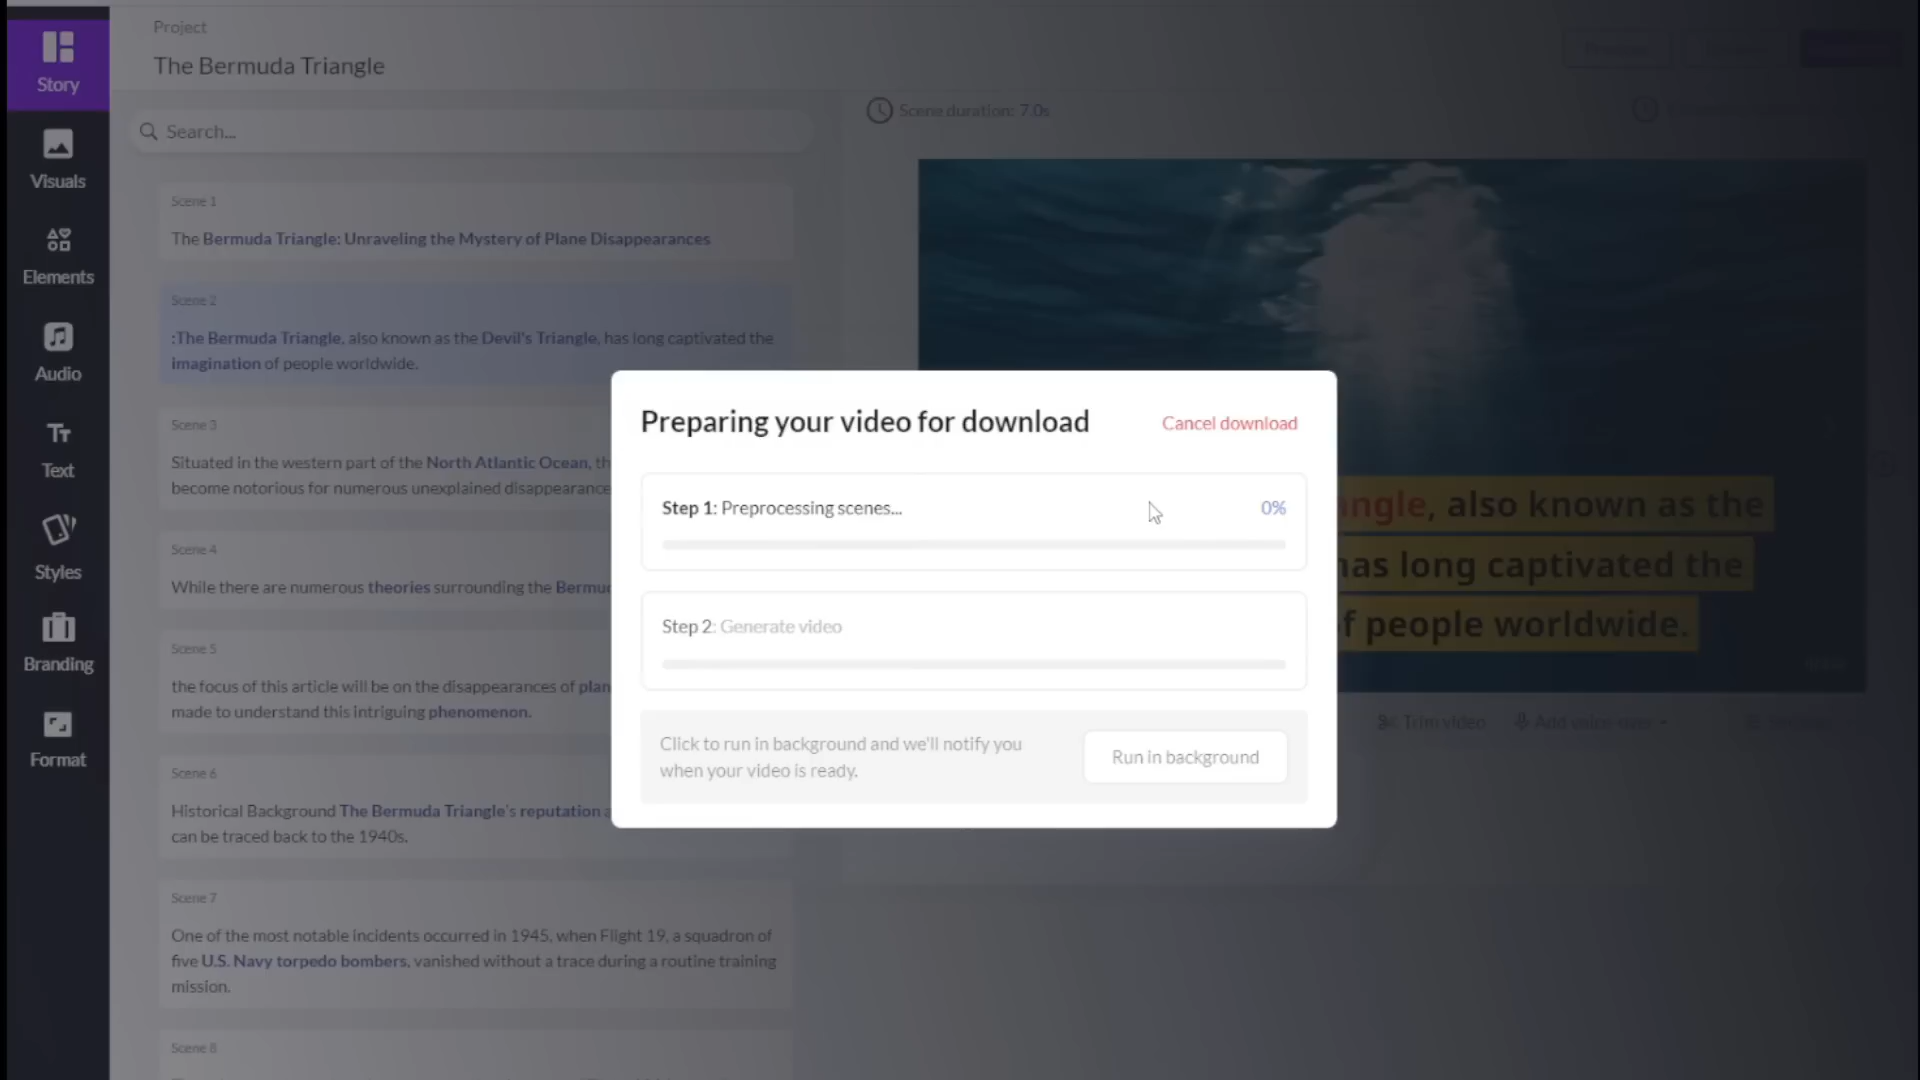 Project
The Bermuda Triangle
Story
Visuals
Elements
Audio
Text
Styles
Branding
Format
Search...
Scene 1
The Bermuda Triangle: Unraveling the Mystery of Plane Disappearances
Scene 2
:The Bermuda Triangle, also known as the Devil's Triangle, has long captivated the
imagination of people worldwide.
Scene 3
Situated in the western part of the North Atlantic Ocean, th
become notorious for numerous unexplained disappearance
Scene 4
While there are numerous theories surrounding the Bermu
Scene 5
the focus of this article will be on the disappearances of plan
made to understand this intriguing phenomenon.
Scene 6
Historical Background The Bermuda Triangle's reputation a
can be traced back to the 1940s.
Scene 7
One of the most notable incidents occurred in 1945, when Flight 19, a squadron of
five U.S. Navy torpedo bombers, vanished without a trace during a routine training
mission.
Scene 8
Scene duration: 7.0s
angle, also known as the
has long captivated the
of people worldwide.
Trim video
Add voice-over
Preparing your video for download
Cancel download
Step 1: Preprocessing scenes...
0%
Step 2: Generate video
Click to run in background and we'll notify you
when your video is ready.
Run in background